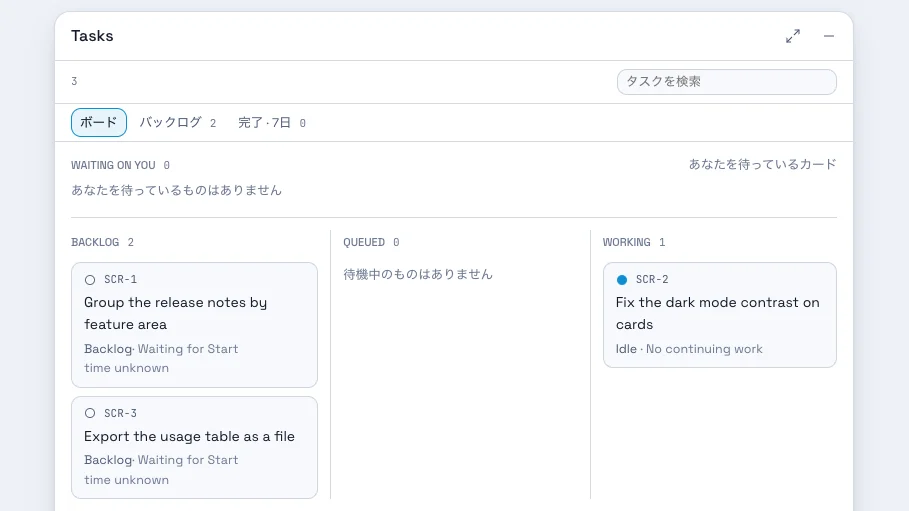 Tasks
3
タスクを検索
ボード バックログ 2 完了 · 7日 0
WAITING ON YOU 0
あなたを待っているカード
あなたを待っているものはありません
BACKLOG 2
SCR-1
Group the release notes by
feature area
Backlog· Waiting for Start
time unknown
SCR-3
Export the usage table as a file
Backlog· Waiting for Start
time unknown
QUEUED 0
待機中のものはありません
WORKING 1
SCR-2
Fix the dark mode contrast on
cards
Idle · No continuing work